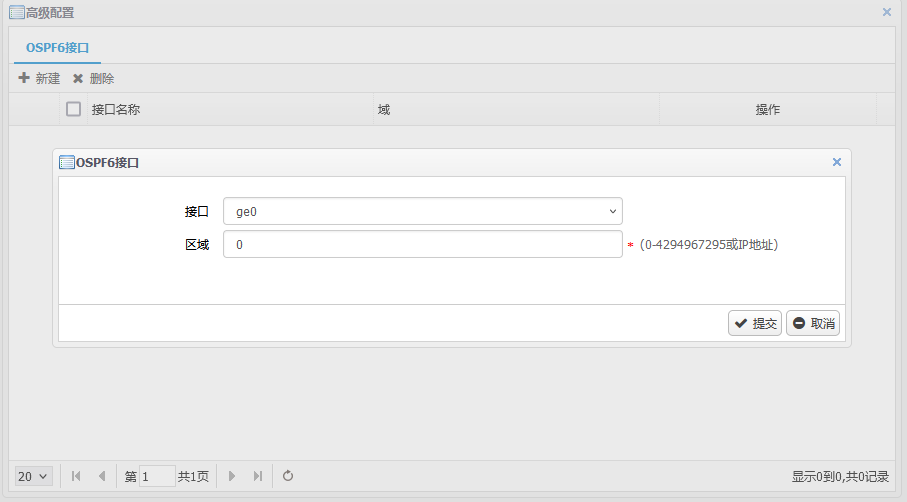 高级配置
OSPF6接口
新建 删除
接口名称 域 操作
OSPF6接口
接口 ge0
区域 0 *（0-4294967295或IP地址）
提交 取消
20 第 1 共1页 显示0到0,共0记录